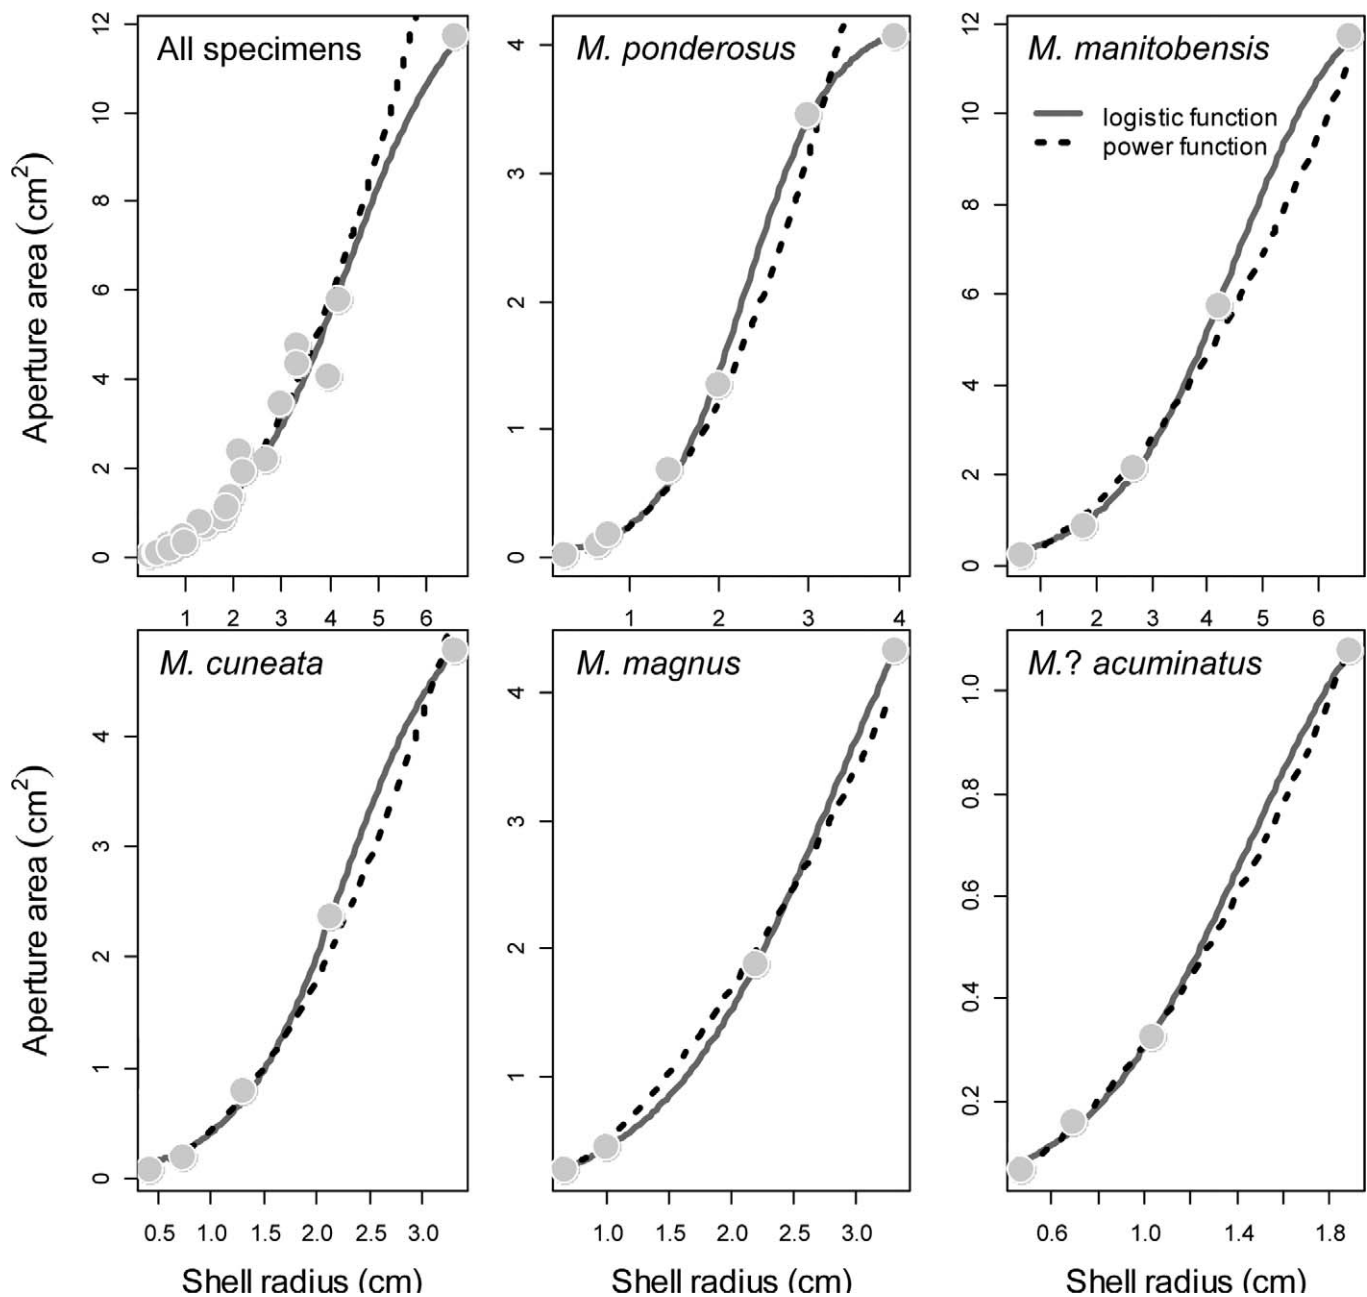 All specimens
12
10
8
6
4
2
0
1 2 3 4 5 6
Aperture area (cm²)
M. ponderosus
4
3
2
1
0
1 2 3 4
M. manitobensis
logistic function
power function
12
10
8
6
4
2
0
1 2 3 4 5 6
M. cuneata
4
3
2
1
0
0.5 1.0 1.5 2.0 2.5 3.0
Aperture area (cm²)
Shell radius (cm)
M. magnus
4
3
2
1
1.0 1.5 2.0 2.5 3.0
Shell radius (cm)
M.? acuminatus
1.0
0.8
0.6
0.4
0.2
0.6 1.0 1.4 1.8
Shell radius (cm)